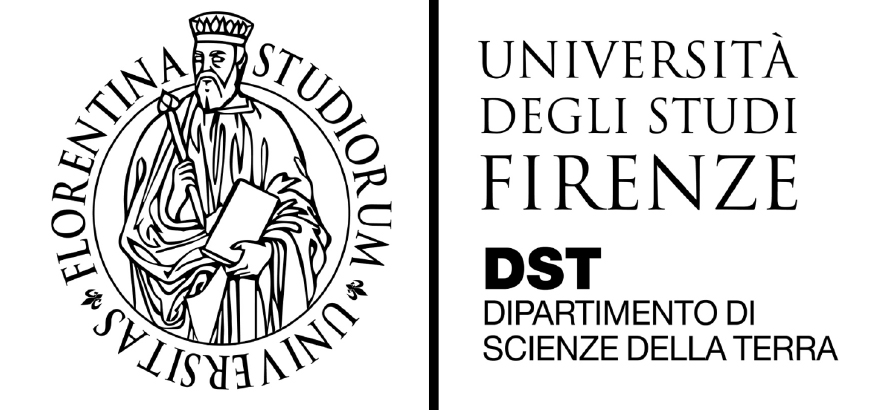 FLORENTINA STUDIORUM UNIVERSITAS
UNIVERSITÀ
DEGLI STUDI
FIRENZE
DST
DIPARTIMENTO DI
SCIENZE DELLA TERRA